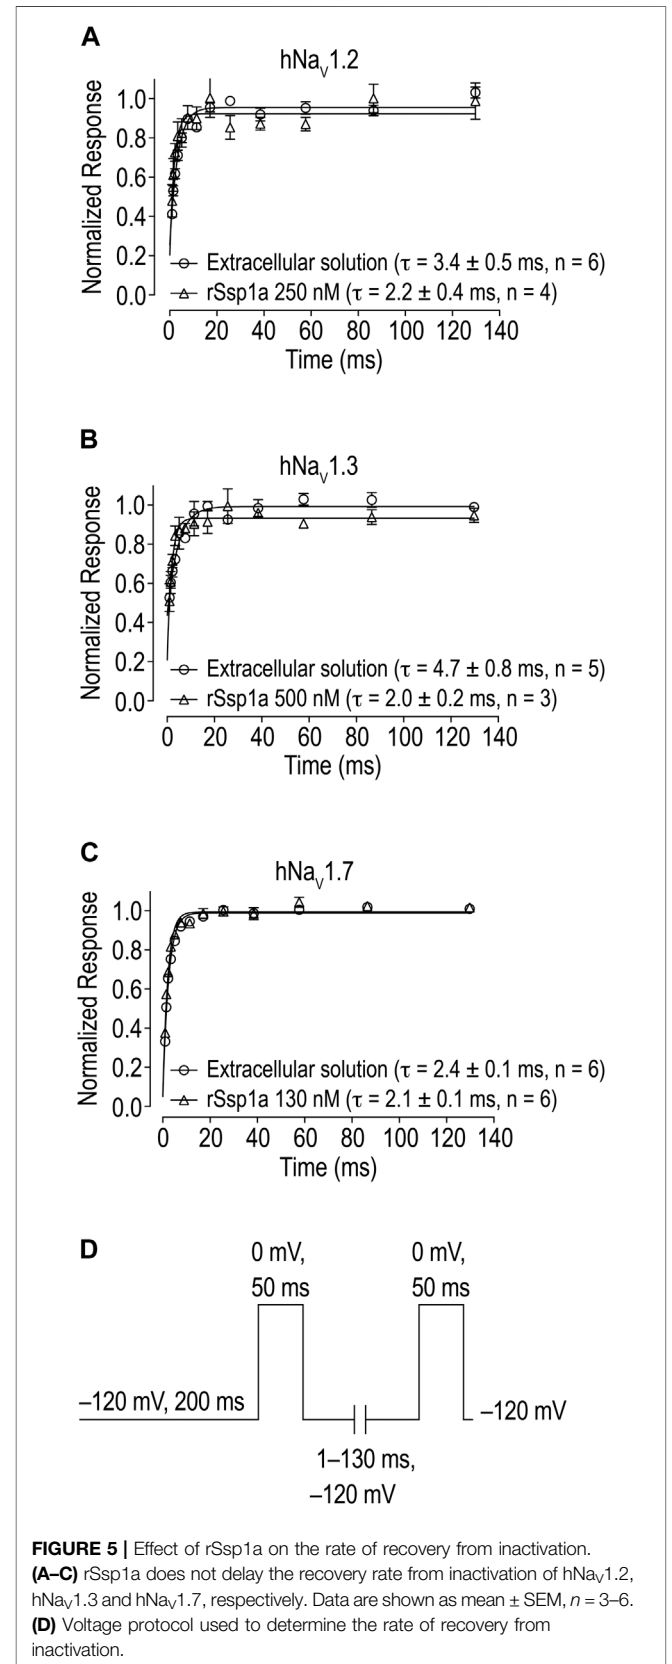 A
hNaV1.2
Normalized Response
1.0
0.8
0.6
0.4
0.2
0.0
Extracellular solution (τ = 3.4 ± 0.5 ms, n = 6)
rSsp1a 250 nM (τ = 2.2 ± 0.4 ms, n = 4)
0 20 40 60 80 100 120 140
Time (ms)
B
hNaV1.3
Normalized Response
1.0
0.8
0.6
0.4
0.2
0.0
Extracellular solution (τ = 4.7 ± 0.8 ms, n = 5)
rSsp1a 500 nM (τ = 2.0 ± 0.2 ms, n = 3)
0 20 40 60 80 100 120 140
Time (ms)
C
hNaV1.7
Normalized Response
1.0
0.8
0.6
0.4
0.2
0.0
Extracellular solution (τ = 2.4 ± 0.1 ms, n = 6)
rSsp1a 130 nM (τ = 2.1 ± 0.1 ms, n = 6)
0 20 40 60 80 100 120 140
Time (ms)
D
0 mV, 0 mV,
50 ms 50 ms
–120 mV, 200 ms –120 mV
1–130 ms,
–120 mV
FIGURE 5 | Effect of rSsp1a on the rate of recovery from inactivation.
(A–C) rSsp1a does not delay the recovery rate from inactivation of hNaV1.2,
hNaV1.3 and hNaV1.7, respectively. Data are shown as mean ± SEM, n = 3–6.
(D) Voltage protocol used to determine the rate of recovery from
inactivation.